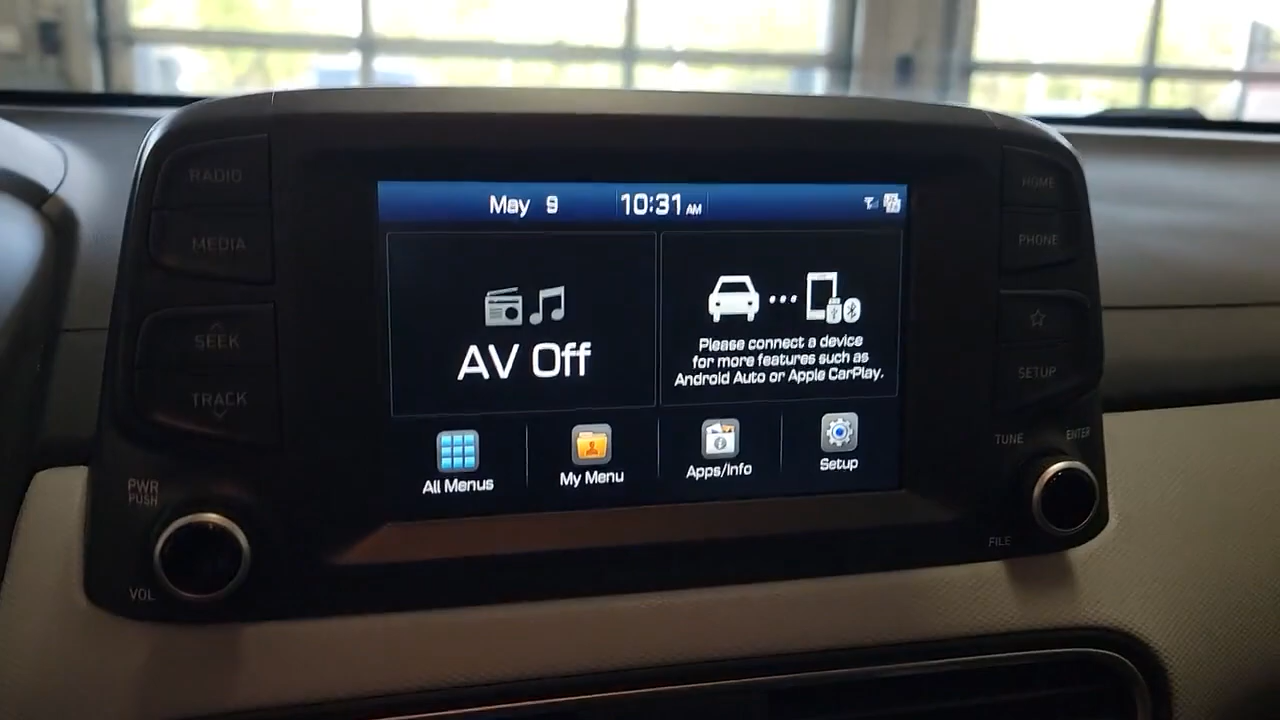 RADIO
MEDIA
SEEK
TRACK
PWR
PUSH
VOL
May 9 10:31 AM
AV Off
Please connect a device
for more features such as
Android Auto or Apple CarPlay.
All Menus
My Menu
Apps/Info
Setup
HOME
PHONE
SETUP
TUNE
ENTER
FILE